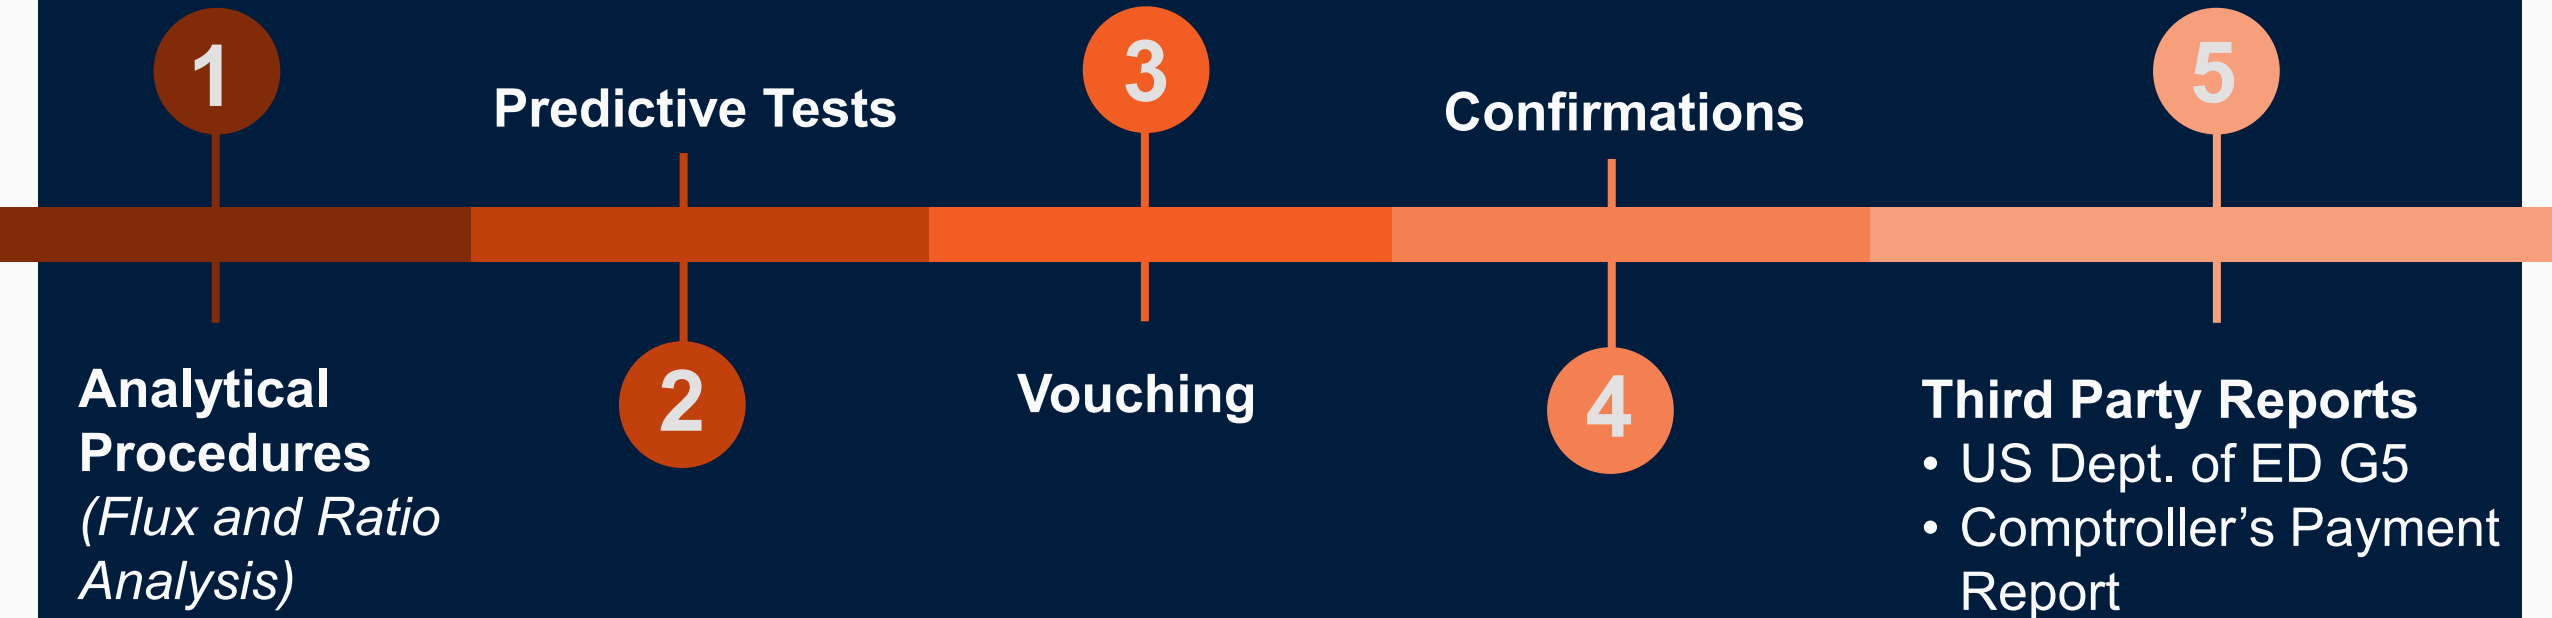 1
Analytical
Procedures
(Flux and Ratio
Analysis)
Predictive Tests
2
3
Vouching
Confirmations
4
5
Third Party Reports
• US Dept. of ED G5
• Comptroller’s Payment
Report